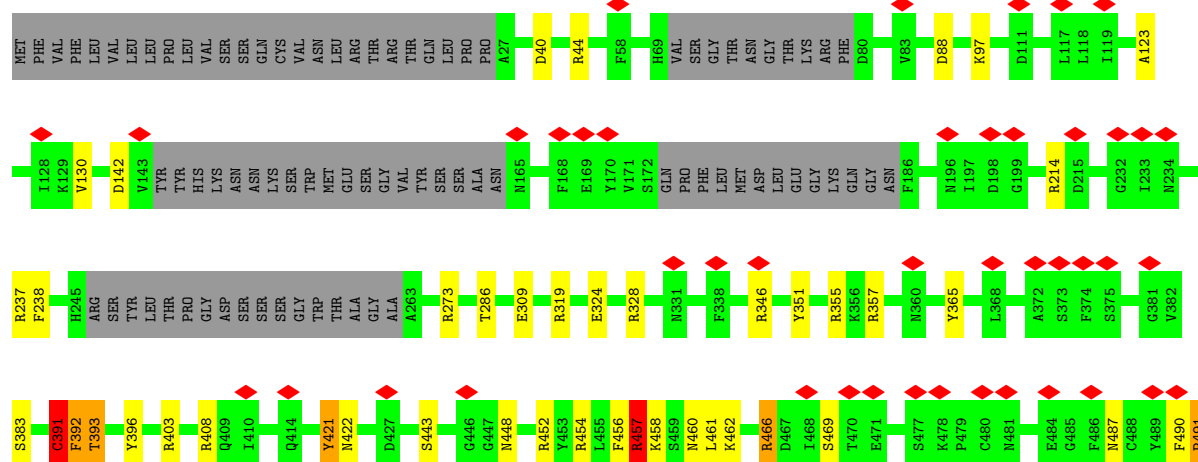 MET PHE VAL PHE LEU VAL LEU LEU PRO LEU VAL SER SER GLN CYS VAL ASN LEU ARG THR ARG THR GLN LEU PRO PRO A27 D40 R44 F58 H69 VAL SER GLY THR ASN GLY THR LYS ARG PHE D80 V83 D88 K97 D111 L117 L118 I119 A123
I128 K129 V130 D142 V143 TYR TYR HIS LYS ASN ASN LYS SER TRP MET GLU SER GLY VAL TYR SER SER ALA ASN N165 F168 E169 Y170 V171 S172 GLN PRO PHE LEU MET ASP LEU GLU GLY LYS GLN GLY ASN F186 N196 I197 D198 G199 R214 D215 G232 I233 N234
R237 F238 H245 ARG SER TYR LEU THR PRO GLY ASP SER SER SER GLY TRP THR ALA GLY ALA A263 R273 T286 E309 R319 E324 R328 N331 F338 R346 Y351 R355 K356 R357 N360 Y365 L368 A372 S373 F374 S375 G381 V382
S383 C391 F392 T393 Y396 R403 R408 Q409 I410 Q414 Y421 N422 D427 S443 G446 G447 N448 R452 Y453 R454 L455 F456 R457 K458 S459 N460 L461 K462 R466 D467 I468 S469 T470 E471 S477 K478 P479 C480 N481 E484 G485 F486 N487 C488 Y489 F490